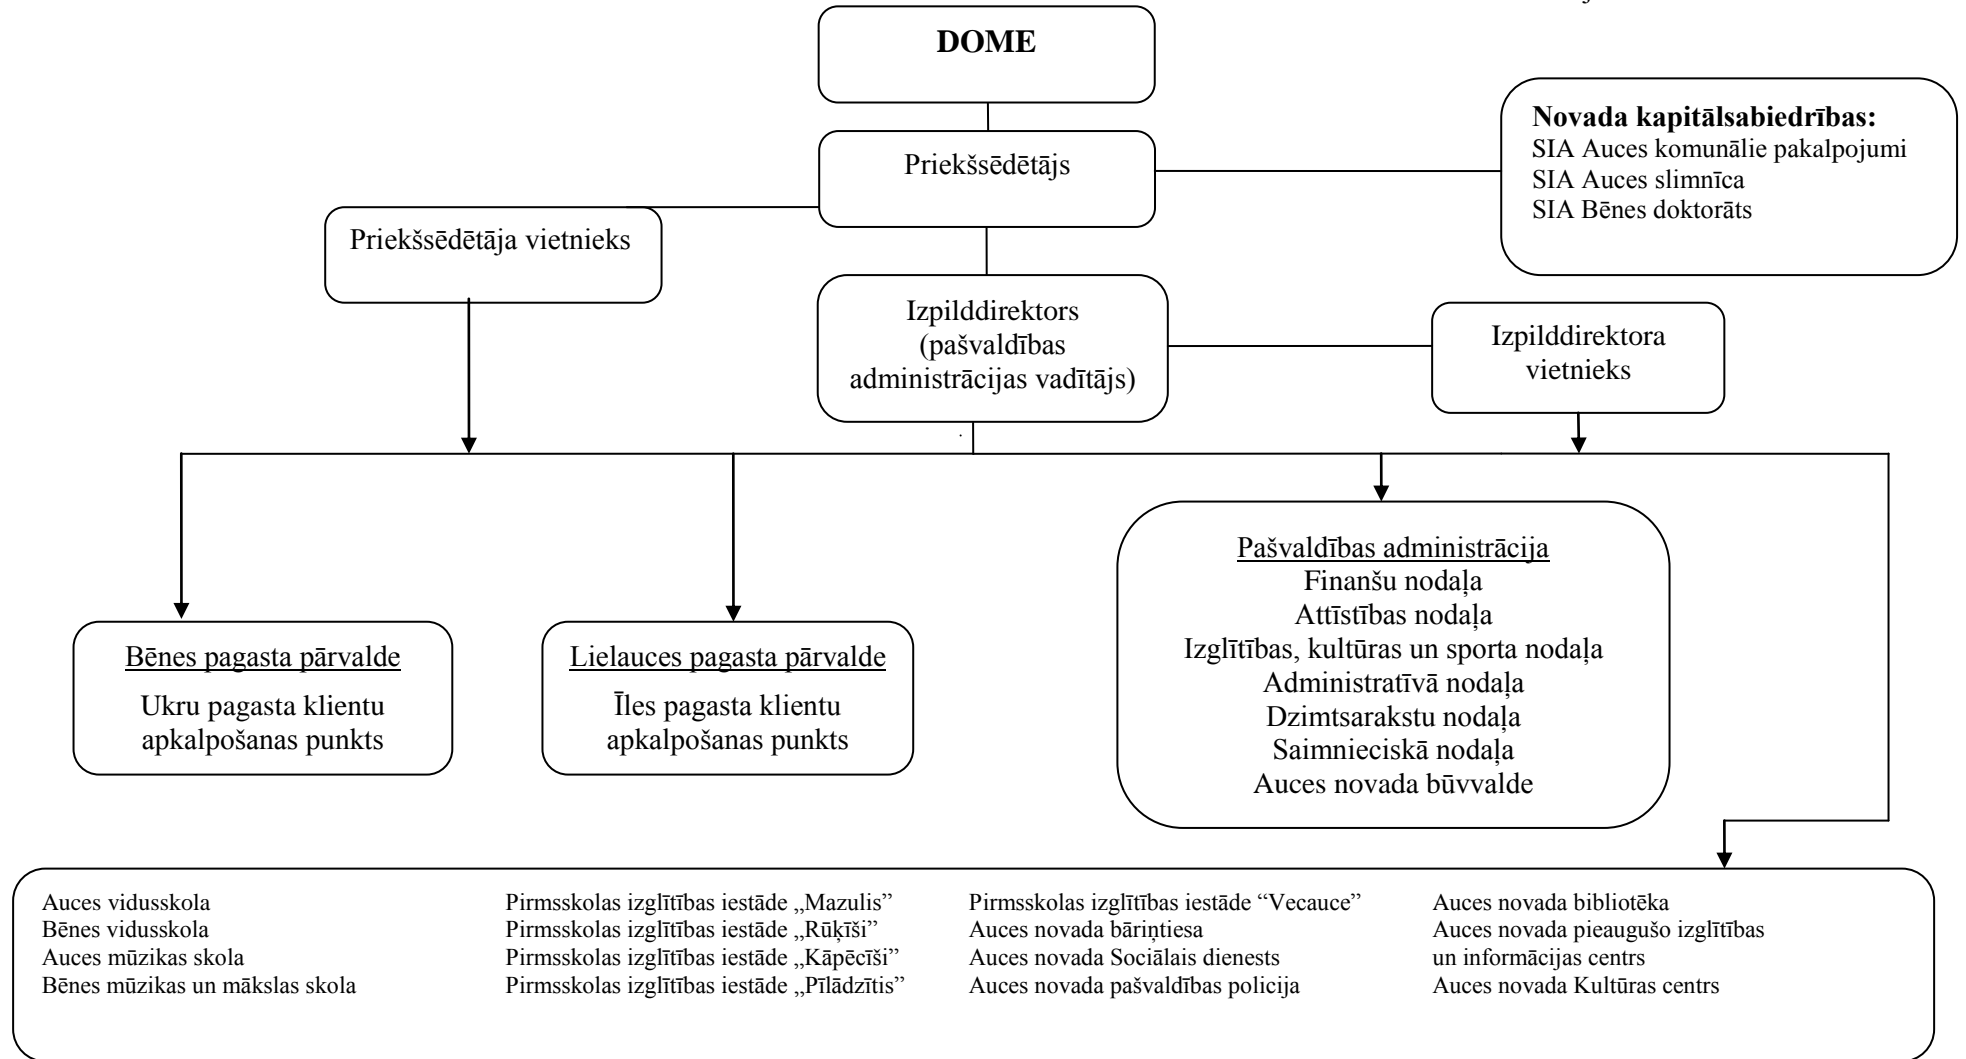 DOME
Priekšsēdētājs
Novada kapitālsabiedrības:
SIA Auces komunālie pakalpojumi
SIA Auces slimnīca
SIA Bēnes doktorāts
Priekšsēdētāja vietnieks
Izpilddirektors
(pašvaldības
administrācijas vadītājs)
Izpilddirektora
vietnieks
Bēnes pagasta pārvalde
Ukru pagasta klientu
apkalpošanas punkts
Lielauces pagasta pārvalde
Īles pagasta klientu
apkalpošanas punkts
Pašvaldības administrācija
Finanšu nodaļa
Attīstības nodaļa
Izglītības, kultūras un sporta nodaļa
Administratīvā nodaļa
Dzimtsarakstu nodaļa
Saimnieciskā nodaļa
Auces novada būvvalde
Auces vidusskola
Bēnes vidusskola
Auces mūzikas skola
Bēnes mūzikas un mākslas skola
Pirmsskolas izglītības iestāde „Mazulis”
Pirmsskolas izglītības iestāde „Rūķīši”
Pirmsskolas izglītības iestāde „Kāpēcīši”
Pirmsskolas izglītības iestāde „Pīlādzītis”
Pirmsskolas izglītības iestāde “Vecauce”
Auces novada bāriņtiesa
Auces novada Sociālais dienests
Auces novada pašvaldības policija
Auces novada bibliotēka
Auces novada pieaugušo izglītības
un informācijas centrs
Auces novada Kultūras centrs